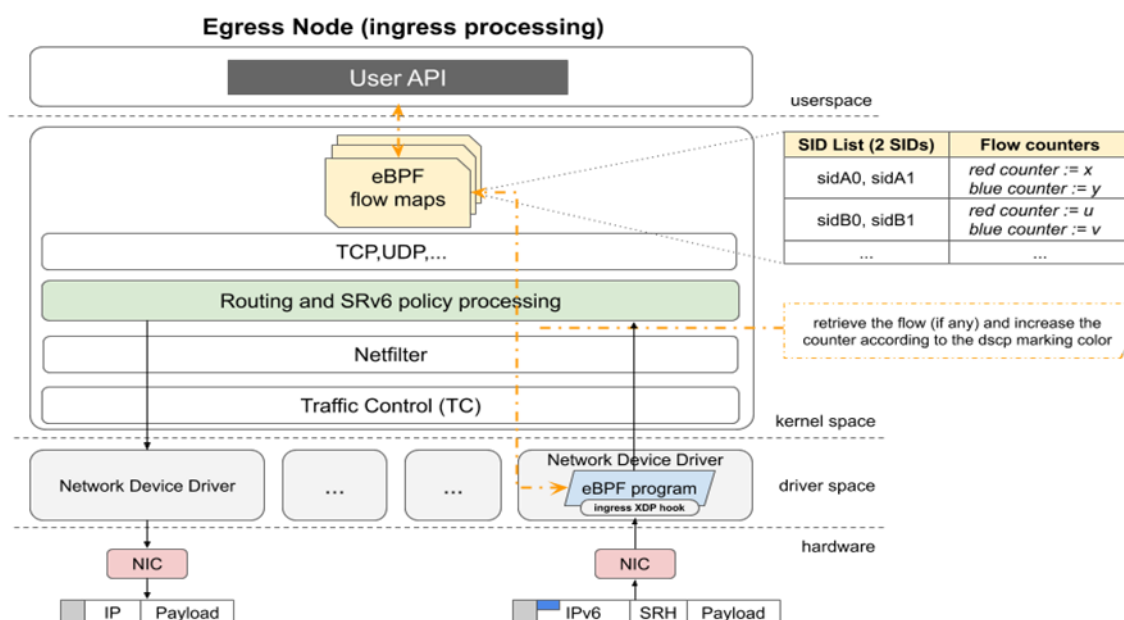 Egress Node (ingress processing)
User API
userspace
eBPF
flow maps
SID List (2 SIDs)
Flow counters
sidA0, sidA1
red counter := x
blue counter := y
sidB0, sidB1
red counter := u
blue counter := v
...
...
TCP,UDP,...
Routing and SRv6 policy processing
retrieve the flow (if any) and increase the
counter according to the dscp marking color
Netfilter
Traffic Control (TC)
kernel space
Network Device Driver
...
...
Network Device Driver
eBPF program
ingress XDP hook
driver space
hardware
NIC
NIC
IP
Payload
IPv6
SRH
Payload